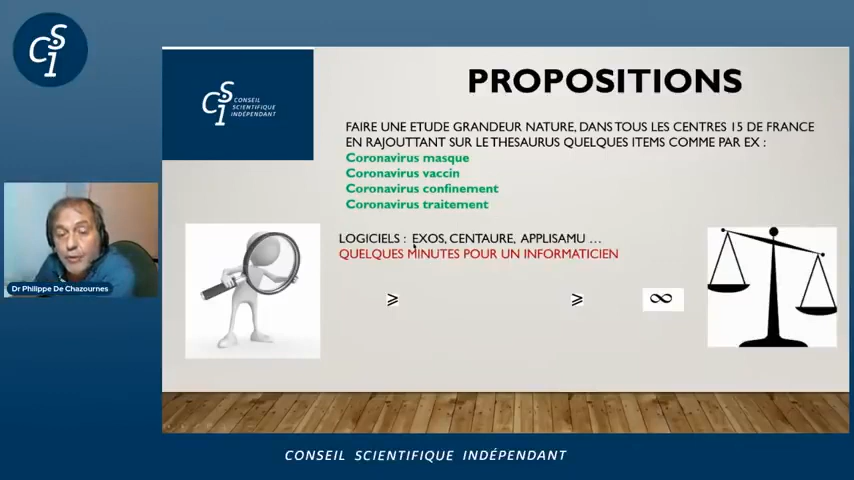 CSI
PROPOSITIONS
CSI CONSEIL
SCIENTIFIQUE
INDÉPENDANT
FAIRE UNE ETUDE GRANDEUR NATURE, DANS TOUS LES CENTRES 15 DE FRANCE
EN RAJOUTTANT SUR LE THESAURUS QUELQUES ITEMS COMME PAR EX :
Coronavirus masque
Coronavirus vaccin
Coronavirus confinement
Coronavirus traitement
LOGICIELS : EXOS, CENTAURE, APPLISAMU ...
QUELQUES MINUTES POUR UN INFORMATICIEN
⩾ ⩾ ∞
Dr Philippe De Chazournes
CONSEIL SCIENTIFIQUE INDÉPENDANT